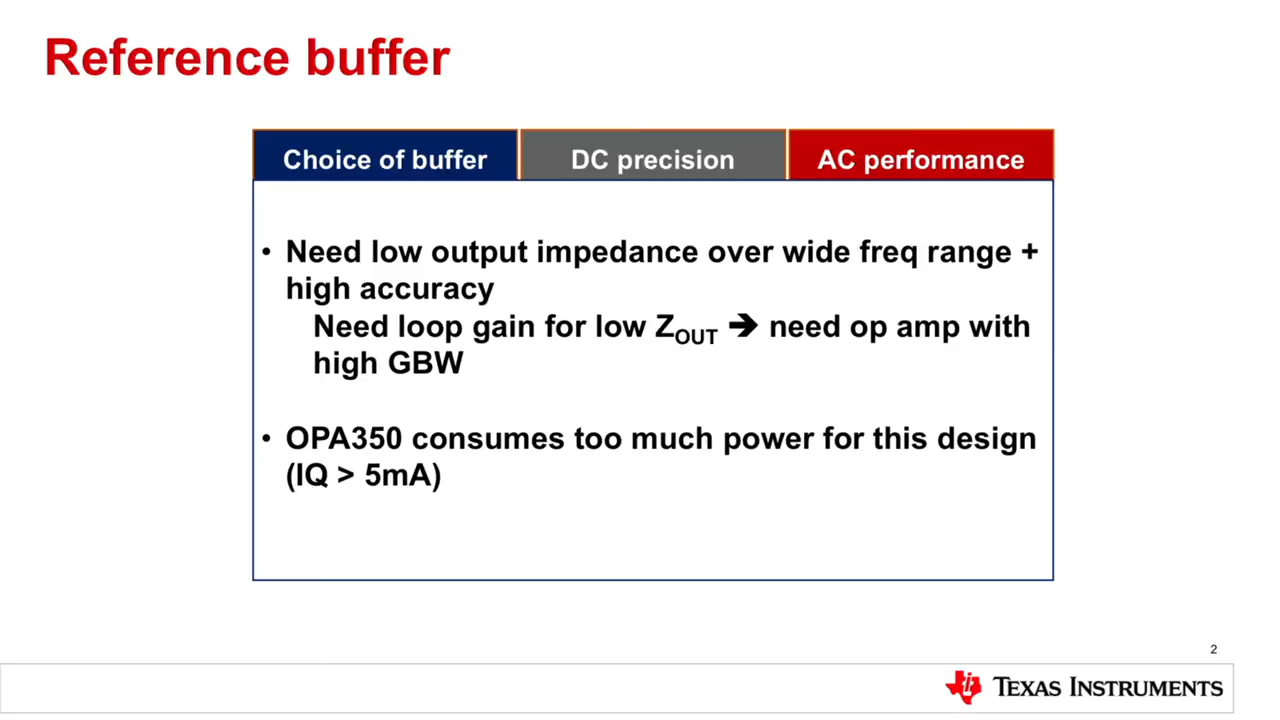 Reference buffer
Choice of buffer
DC precision
AC performance
• Need low output impedance over wide freq range +
high accuracy
Need loop gain for low ZOUT ➔ need op amp with
high GBW
• OPA350 consumes too much power for this design
(IQ > 5mA)
2
TEXAS INSTRUMENTS